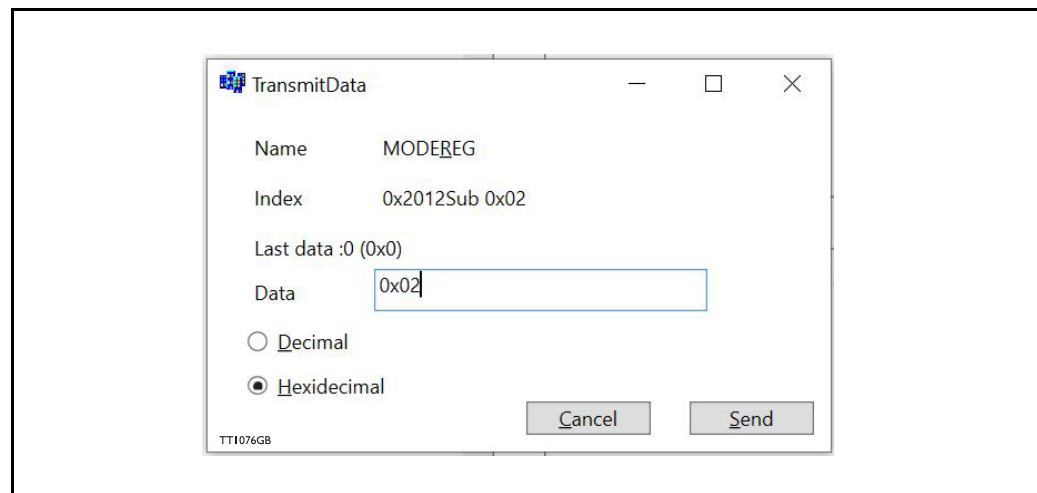 TransmitData
Name MODEREG
Index 0x2012Sub 0x02
Last data :0 (0x0)
Data 0x02
Decimal
Hexidecimal
Cancel Send
TT1076GB